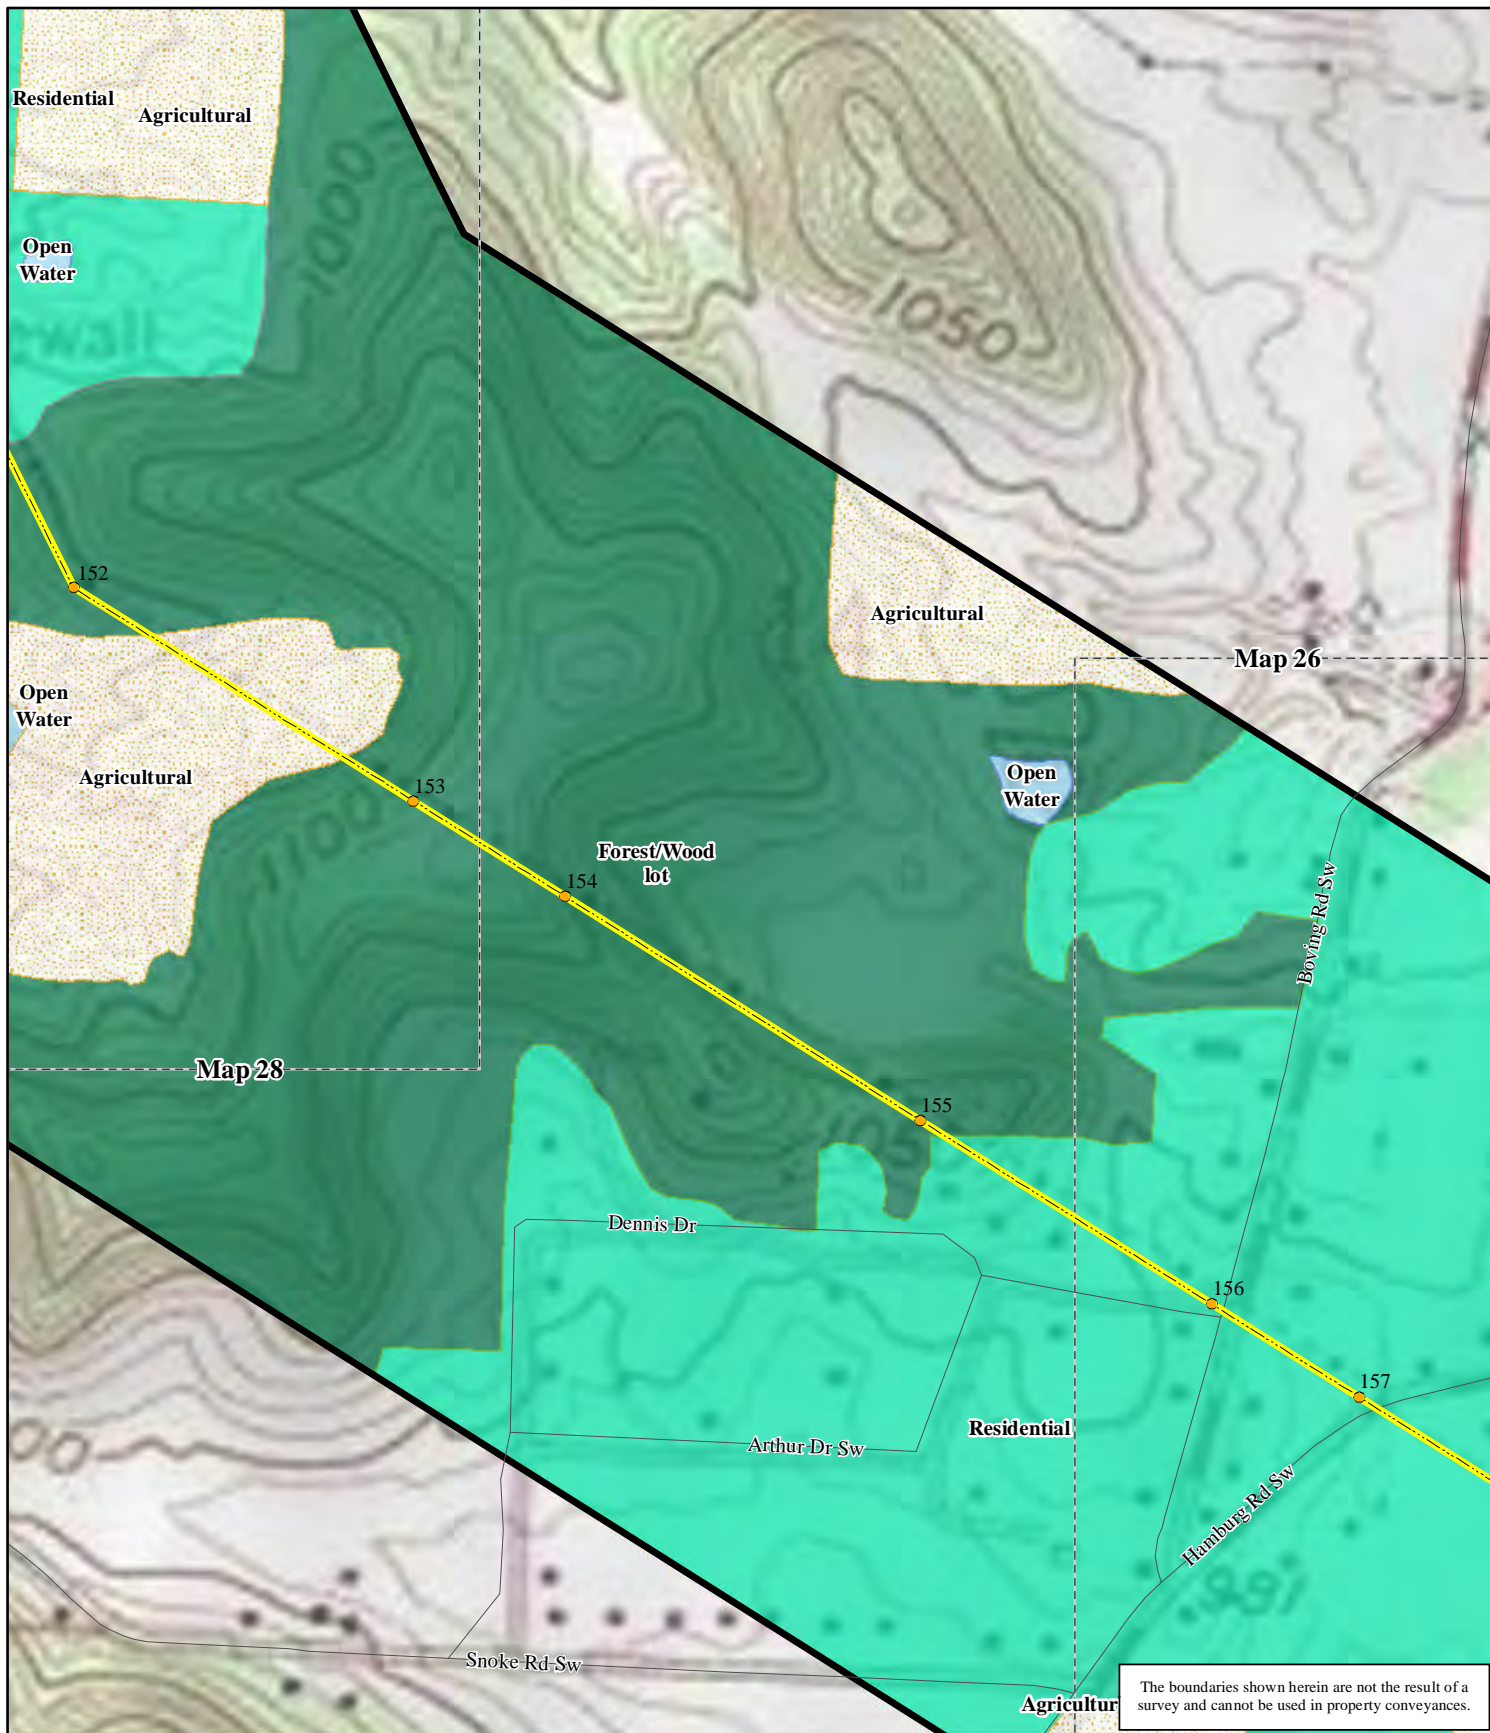 Residential
Agricultural
1000
Open
Water
1050
152
Agricultural
Map 26
Open
Water
Agricultural
153
Open
Water
1100
Forest/Wood
lot
154
Boving Rd Sw
Map 28
155
Dennis Dr
156
157
Residential
Arthur Dr Sw
Hamburg Rd Sw
981
Snoke Rd Sw
The boundaries shown herein are not the result of a
survey and cannot be used in property conveyances.
Agricultur